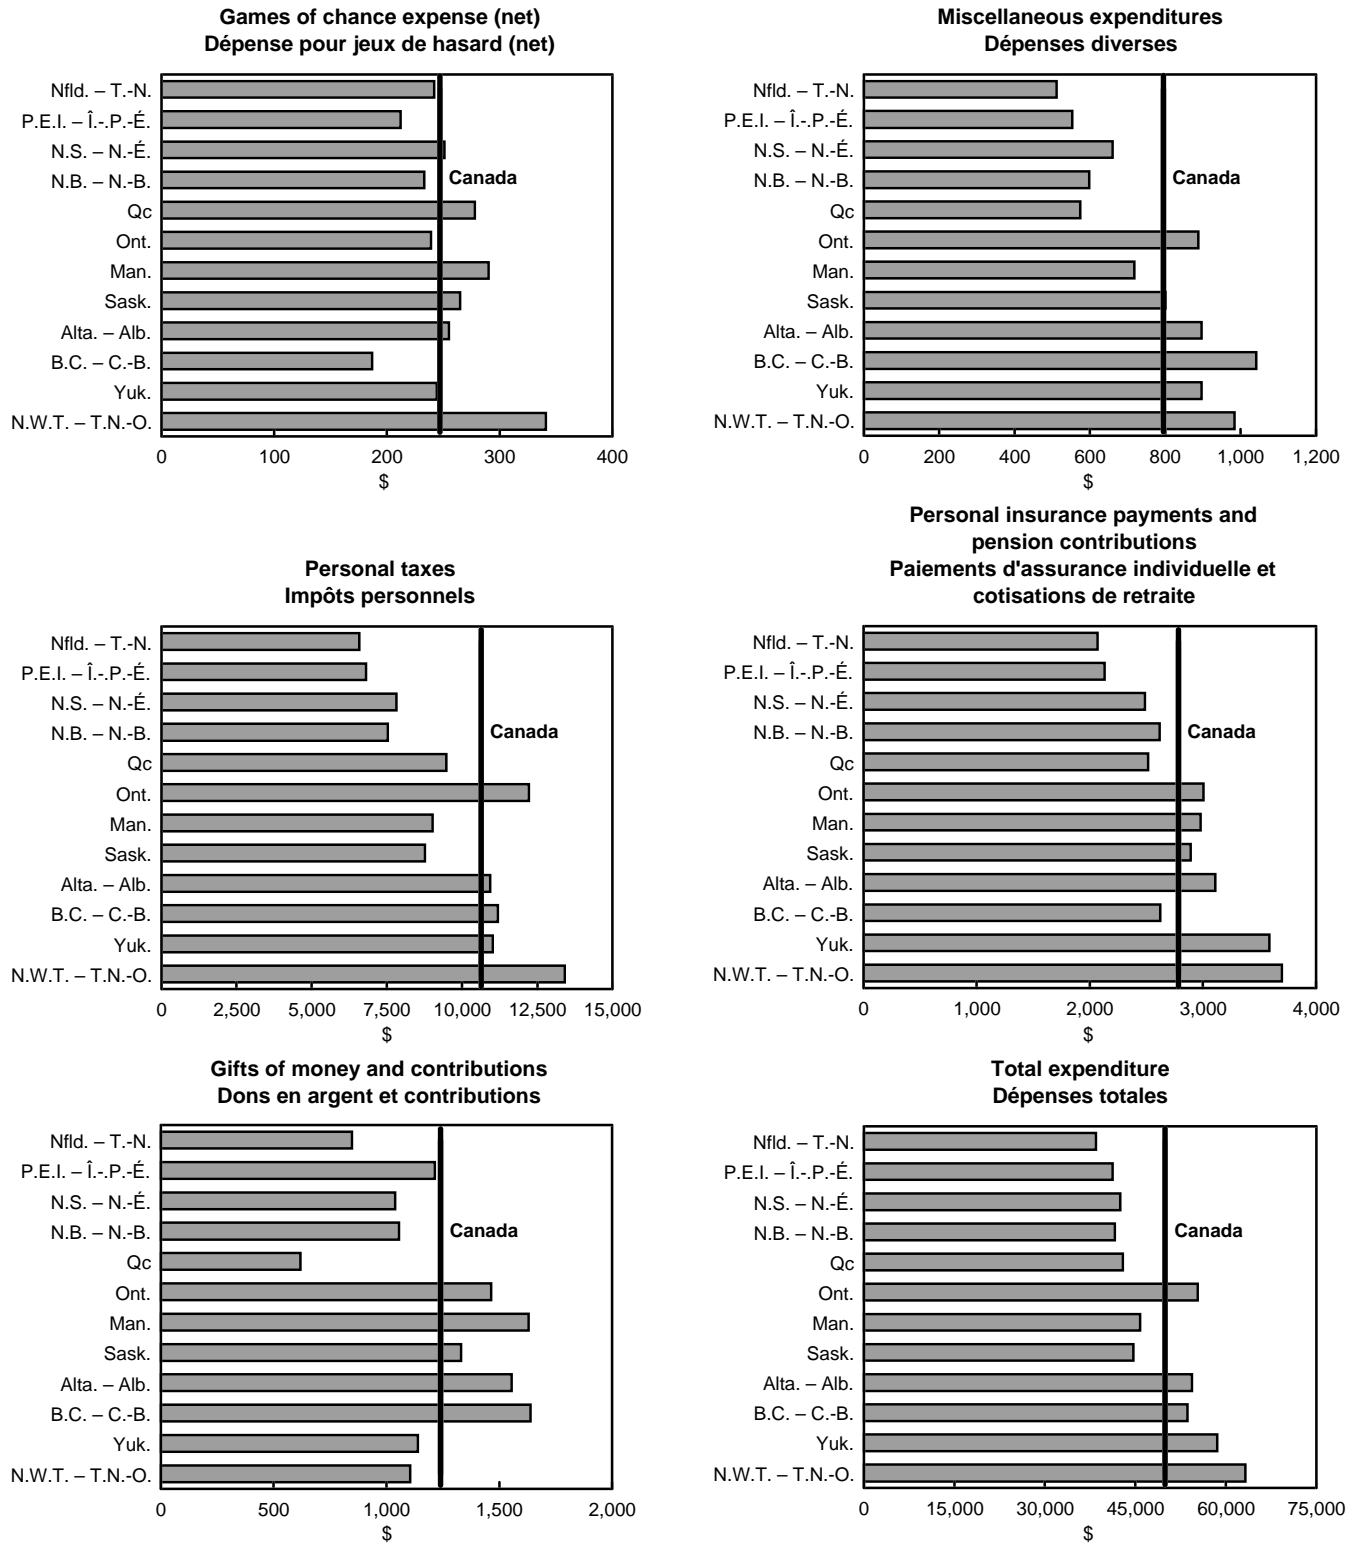 Games of chance expense (net)
Dépense pour jeux de hasard (net)
Nfld. – T.-N.
P.E.I. – Î.-.P.-É.
N.S. – N.-É.
N.B. – N.-B.
Canada
Qc
Ont.
Man.
Sask.
Alta. – Alb.
B.C. – C.-B.
Yuk.
N.W.T. – T.N.-O.
0 100 200 300 400
$
Miscellaneous expenditures
Dépenses diverses
Nfld. – T.-N.
P.E.I. – Î.-.P.-É.
N.S. – N.-É.
N.B. – N.-B.
Canada
Qc
Ont.
Man.
Sask.
Alta. – Alb.
B.C. – C.-B.
Yuk.
N.W.T. – T.N.-O.
0 200 400 600 800 1,000 1,200
$
Personal taxes
Impôts personnels
Nfld. – T.-N.
P.E.I. – Î.-.P.-É.
N.S. – N.-É.
N.B. – N.-B.
Canada
Qc
Ont.
Man.
Sask.
Alta. – Alb.
B.C. – C.-B.
Yuk.
N.W.T. – T.N.-O.
0 2,500 5,000 7,500 10,000 12,500 15,000
$
Personal insurance payments and
pension contributions
Paiements d'assurance individuelle et
cotisations de retraite
Nfld. – T.-N.
P.E.I. – Î.-.P.-É.
N.S. – N.-É.
N.B. – N.-B.
Canada
Qc
Ont.
Man.
Sask.
Alta. – Alb.
B.C. – C.-B.
Yuk.
N.W.T. – T.N.-O.
0 1,000 2,000 3,000 4,000
$
Gifts of money and contributions
Dons en argent et contributions
Nfld. – T.-N.
P.E.I. – Î.-.P.-É.
N.S. – N.-É.
N.B. – N.-B.
Canada
Qc
Ont.
Man.
Sask.
Alta. – Alb.
B.C. – C.-B.
Yuk.
N.W.T. – T.N.-O.
0 500 1,000 1,500 2,000
$
Total expenditure
Dépenses totales
Nfld. – T.-N.
P.E.I. – Î.-.P.-É.
N.S. – N.-É.
N.B. – N.-B.
Canada
Qc
Ont.
Man.
Sask.
Alta. – Alb.
B.C. – C.-B.
Yuk.
N.W.T. – T.N.-O.
0 15,000 30,000 45,000 60,000 75,000
$